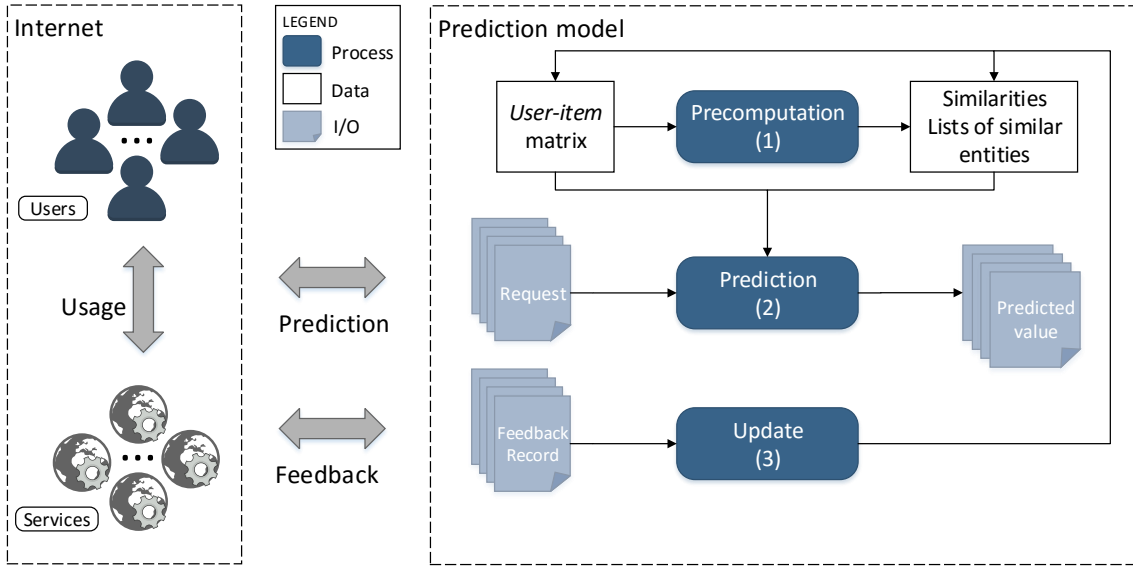 Internet
Users
Usage
Services
LEGEND
Process
Data
I/O
Prediction
Feedback
Prediction model
User-item
matrix
Precomputation
(1)
Similarities
Lists of similar
entities
Request
Prediction
(2)
Predicted
value
Feedback
Record
Update
(3)